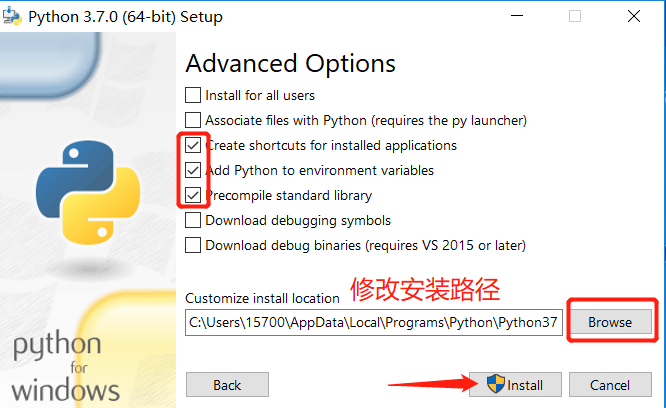 Python 3.7.0 (64-bit) Setup
Advanced Options
Install for all users
Associate files with Python (requires the py launcher)
Create shortcuts for installed applications
Add Python to environment variables
Precompile standard library
Download debugging symbols
Download debug binaries (requires VS 2015 or later)
修改安装路径
Customize install location
C:\Users\15700\AppData\Local\Programs\Python\Python37
Browse
python
for
windows
Back
Install
Cancel